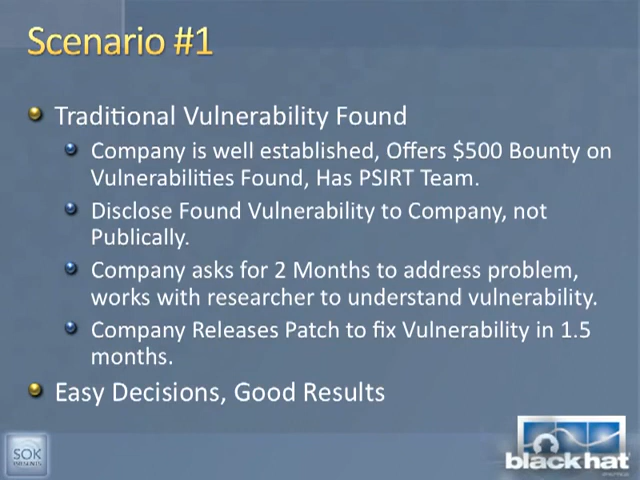 Scenario #1
Traditional Vulnerability Found
Company is well established, Offers $500 Bounty on
Vulnerabilities Found, Has PSIRT Team.
Disclose Found Vulnerability to Company, not
Publically.
Company asks for 2 Months to address problem,
works with researcher to understand vulnerability.
Company Releases Patch to fix Vulnerability in 1.5
months.
Easy Decisions, Good Results
SOK
black hat